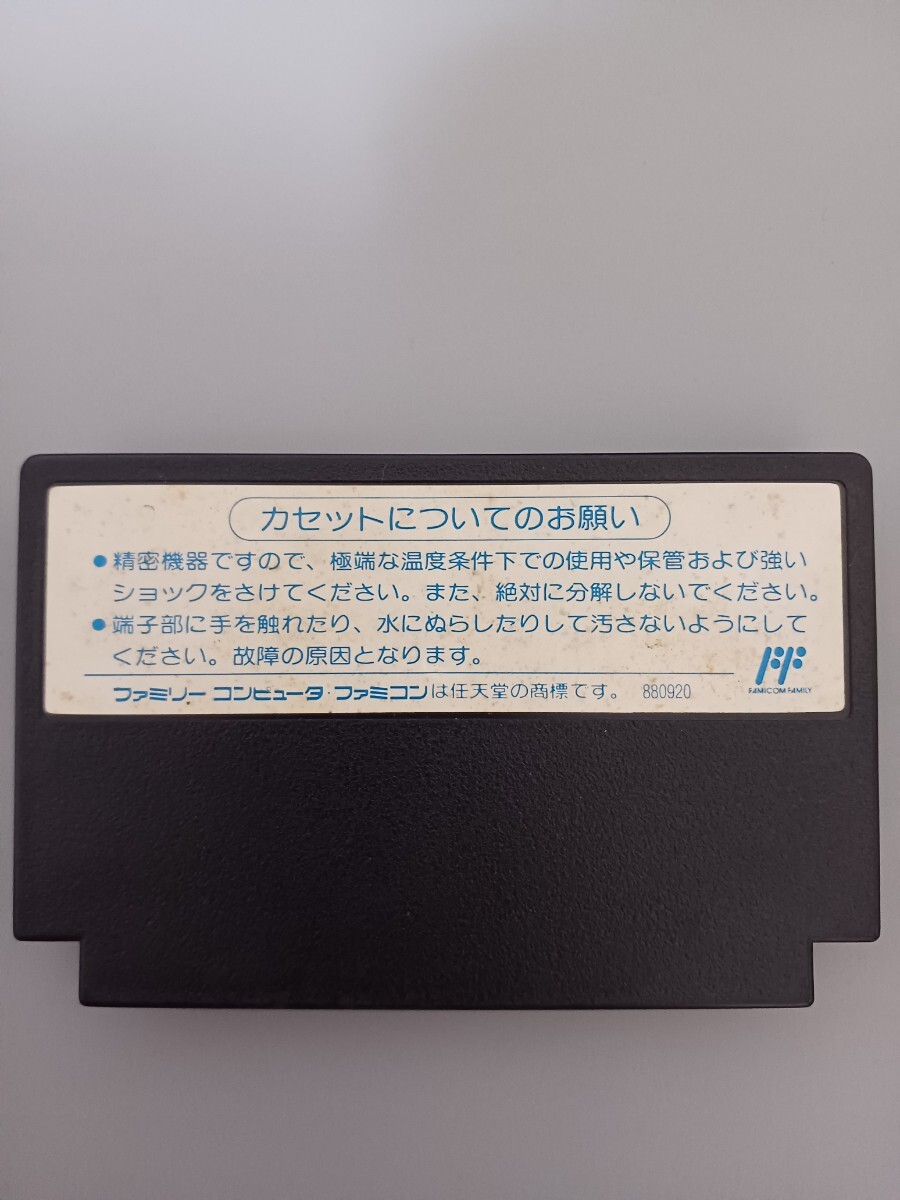 カセットについてのお願い
●精密機器ですので、極端な温度条件下での使用や保管および強い
ショックをさけてください。また、絶対に分解しないでください。
●端子部に手を触れたり、水にぬらしたりして汚さないようにして
ください。故障の原因となります。
FAMICOM FAMILY
ファミリー コンピュータ・ファミコンは任天堂の商標です。 880920